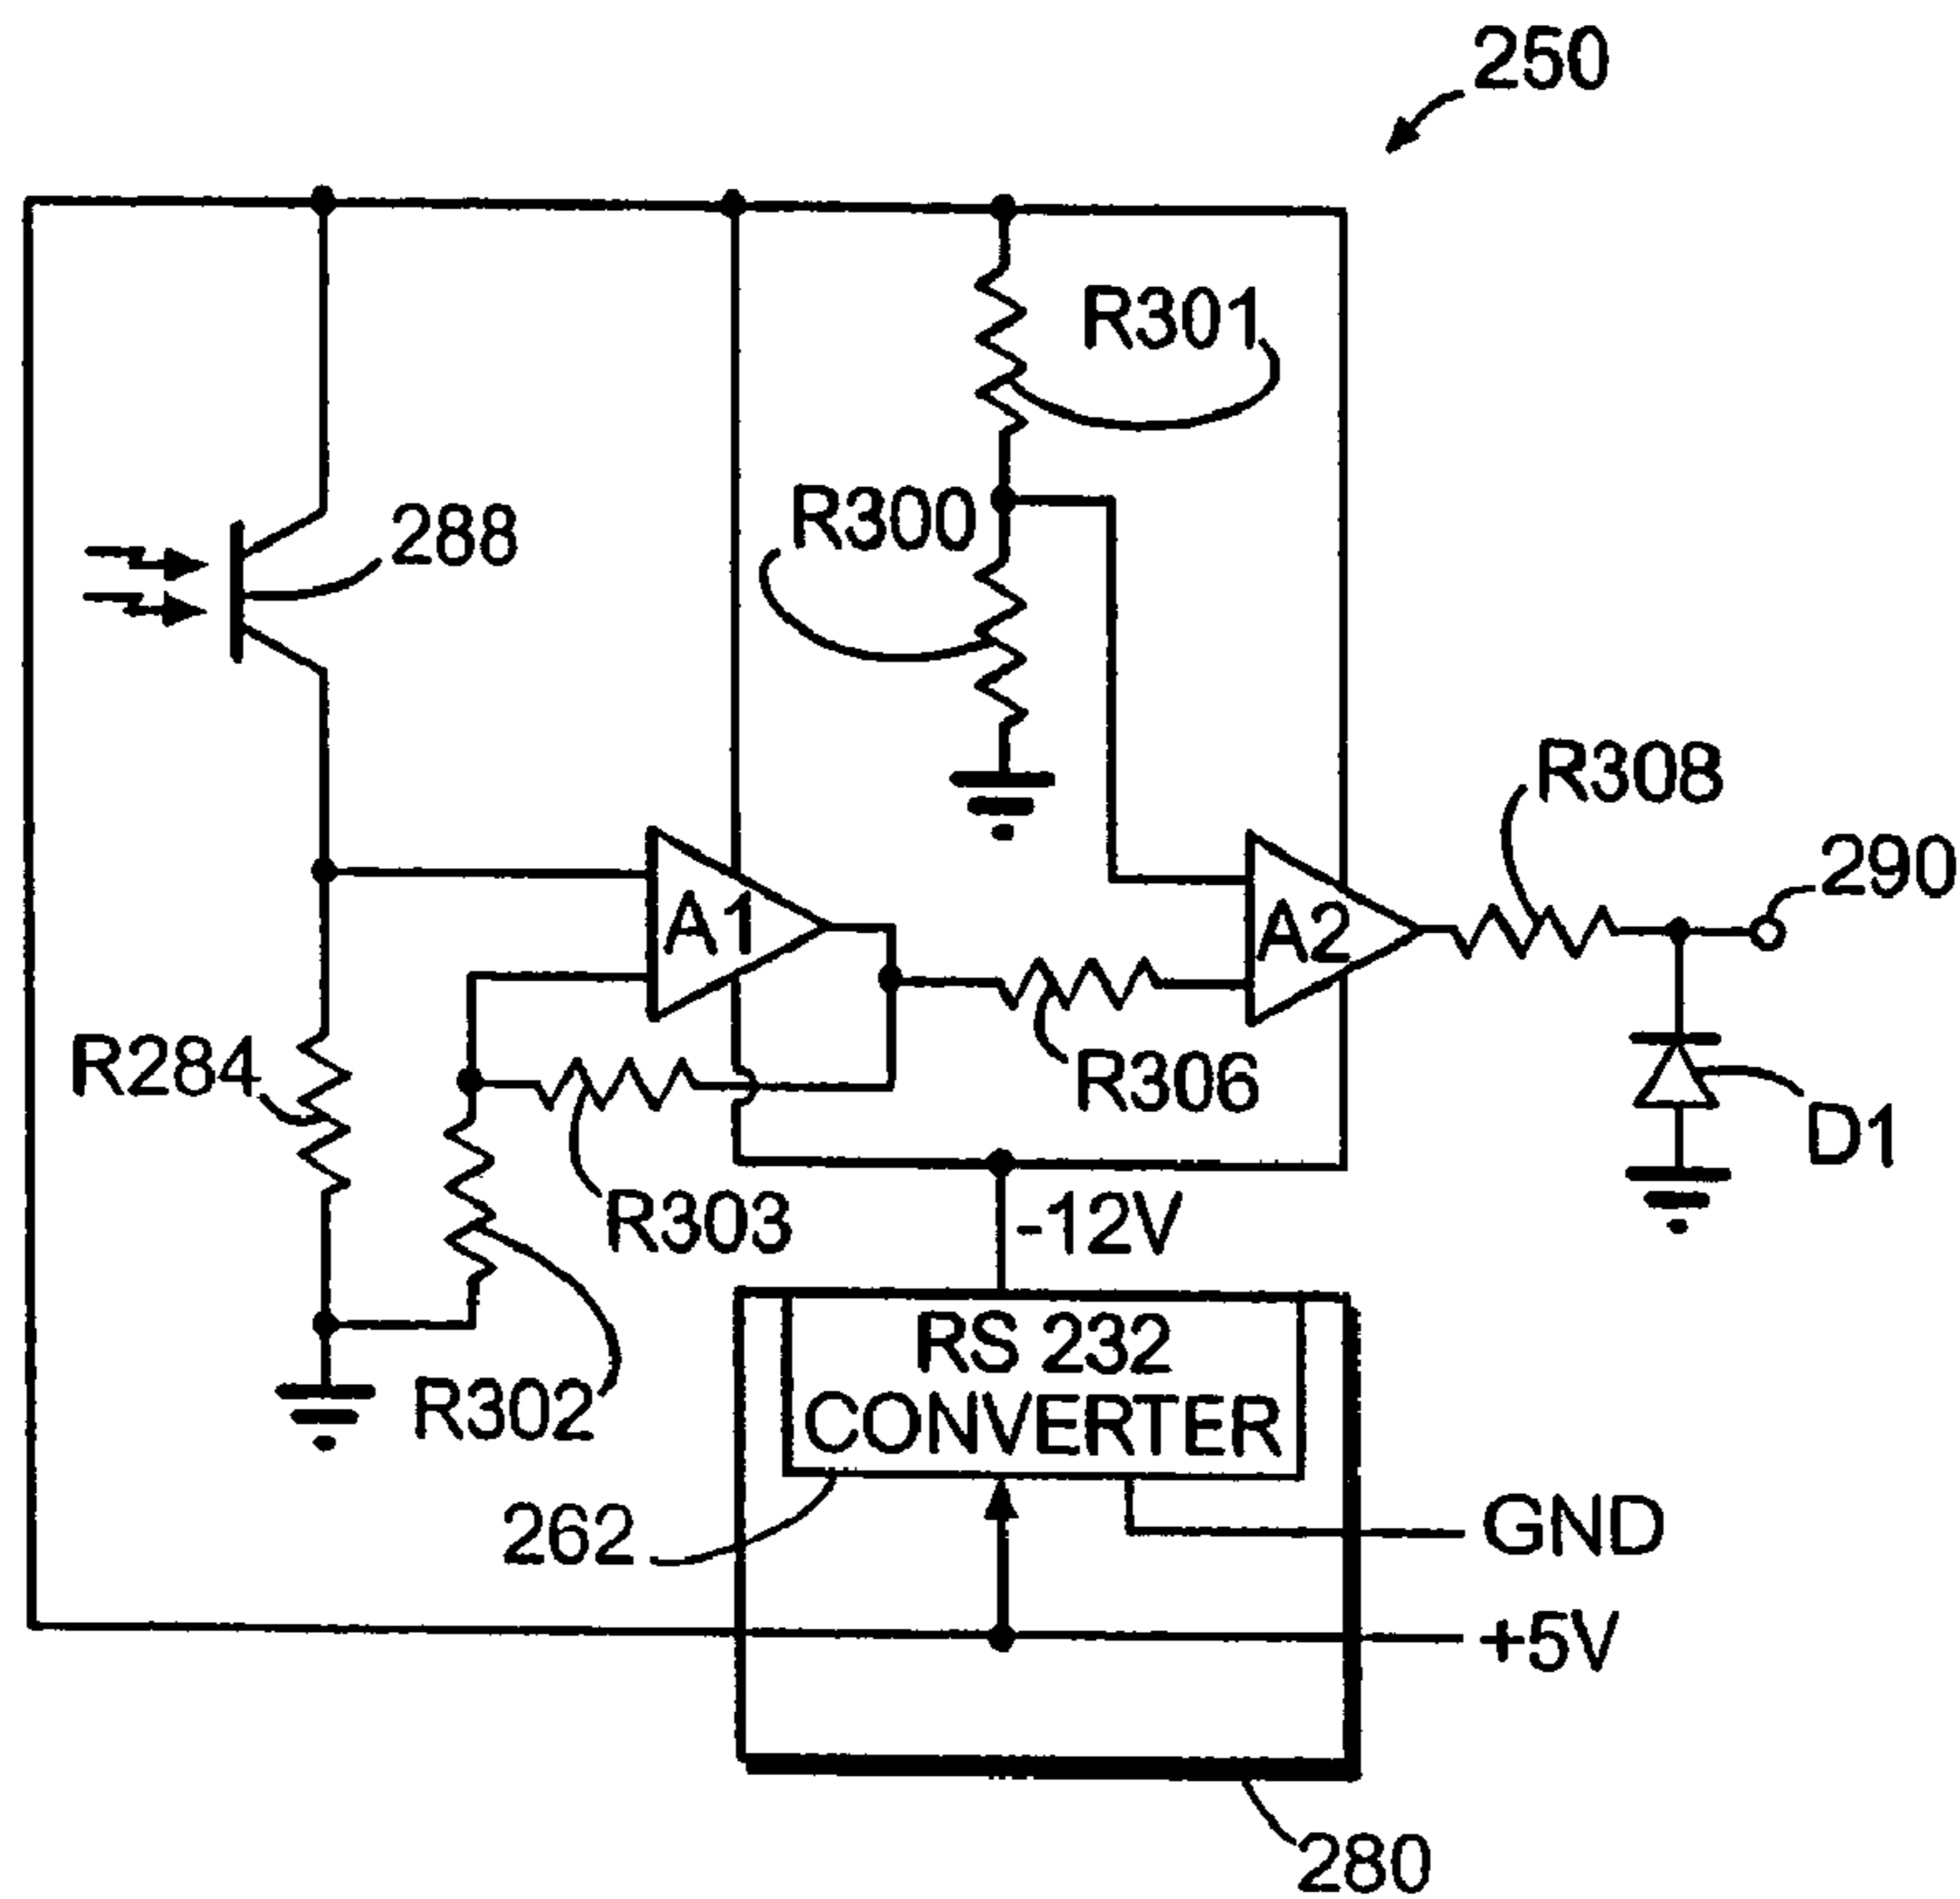 250
R301
R300
288
R308
290
A1
A2
R284
R306
D1
R303
-12V
R302
RS 232
CONVERTER
262
GND
+5V
280